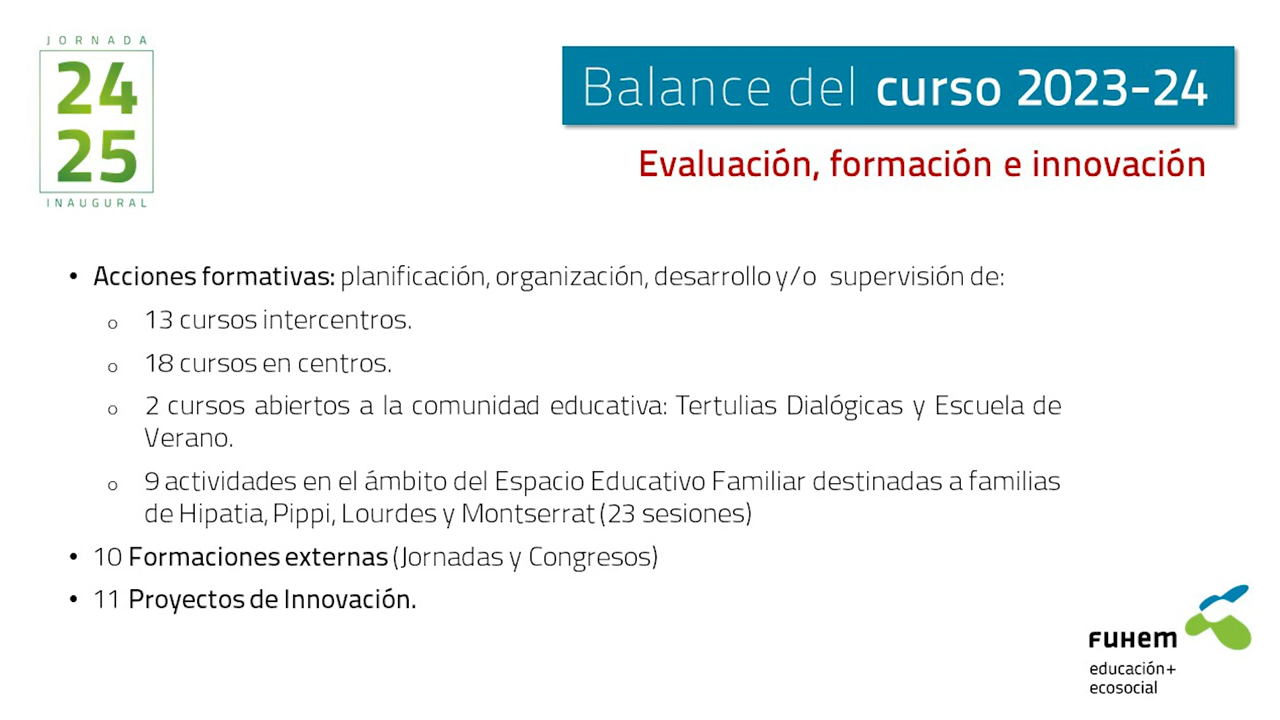 JORNADA
24
25
INAUGURAL
Balance del curso 2023-24
Evaluación, formación e innovación
• Acciones formativas: planificación, organización, desarrollo y/o supervisión de:
o 13 cursos intercentros.
o 18 cursos en centros.
o 2 cursos abiertos a la comunidad educativa: Tertulias Dialógicas y Escuela de
Verano.
o 9 actividades en el ámbito del Espacio Educativo Familiar destinadas a familias
de Hipatia, Pippi, Lourdes y Montserrat (23 sesiones)
• 10 Formaciones externas (Jornadas y Congresos)
• 11 Proyectos de Innovación.
FUHEM
educación+
ecosocial